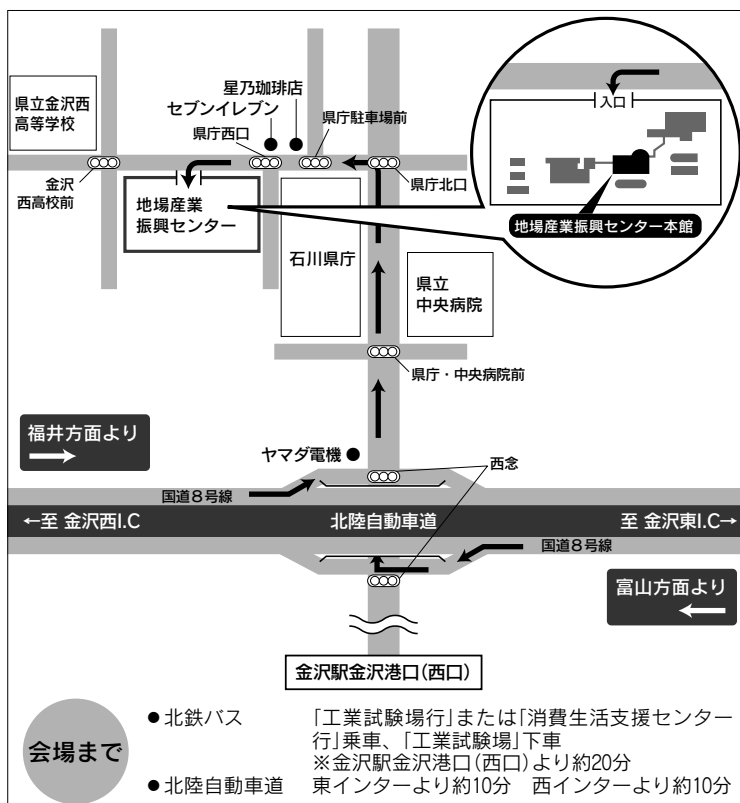 県立金沢西
高等学校
星乃珈琲店
セブンイレブン
県庁西口
県庁駐車場前
金沢
西高校前
県庁北口
地場産業
振興センター
石川県庁
県立
中央病院
入口
地場産業振興センター本館
県庁・中央病院前
福井方面より
ヤマダ電機
西念
国道8号線
←至 金沢西I.C
北陸自動車道
至 金沢東I.C→
国道8号線
富山方面より
金沢駅金沢港口(西口)
会場まで
●北鉄バス 「工業試験場行」または「消費生活支援センター
行」乗車、「工業試験場」下車
※金沢駅金沢港口(西口)より約20分
●北陸自動車道 東インターより約10分 西インターより約10分